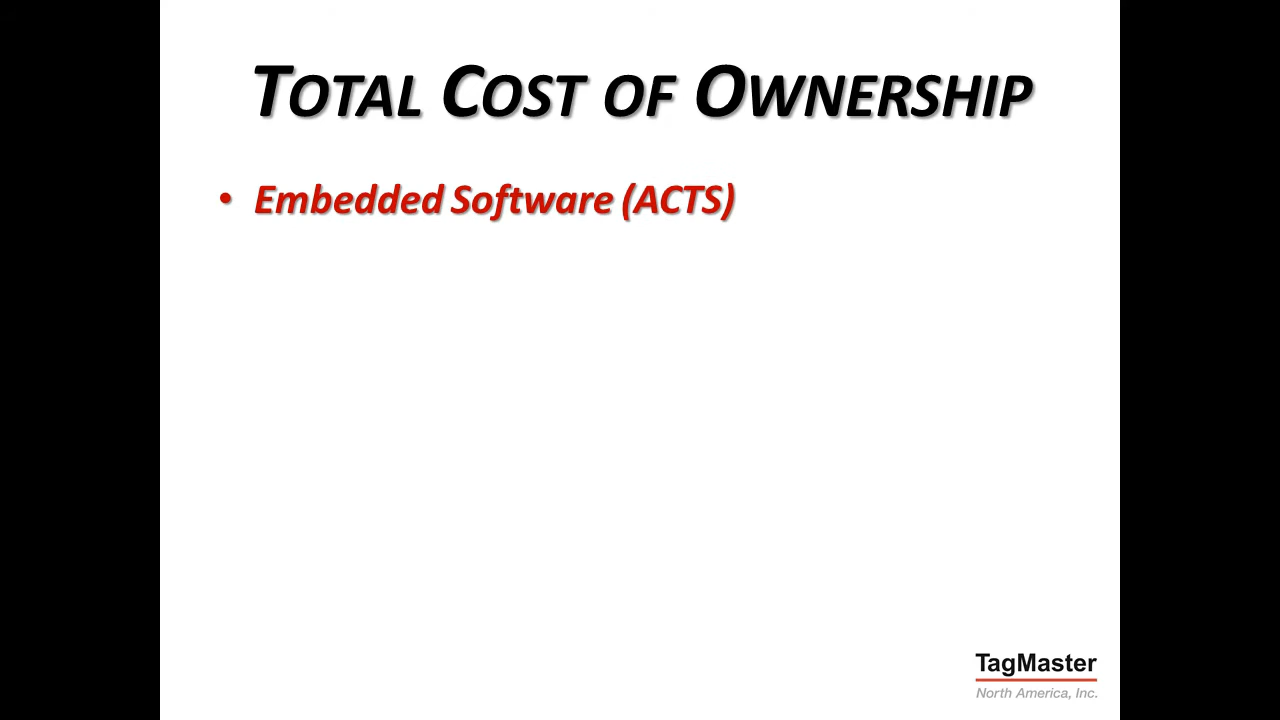 TOTAL COST OF OWNERSHIP
• Embedded Software (ACTS)
TagMaster
North America, Inc.